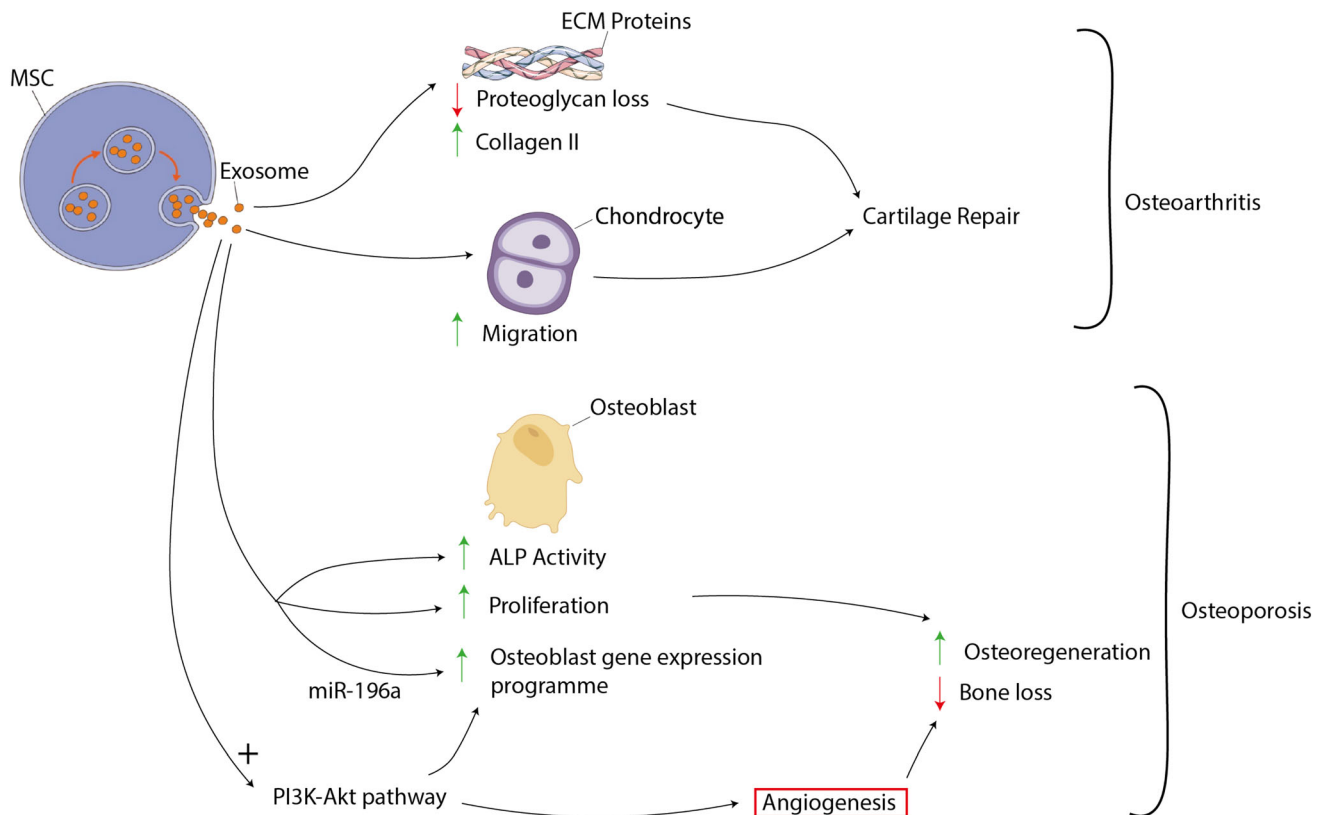 ECM Proteins
MSC
Proteoglycan loss
Collagen II
Exosome
Chondrocyte
Cartilage Repair
Osteoarthritis
Migration
Osteoblast
ALP Activity
Proliferation
Osteoblast gene expression
programme
miR-196a
Osteoregeneration
Bone loss
Osteoporosis
+
PI3K-Akt pathway
Angiogenesis